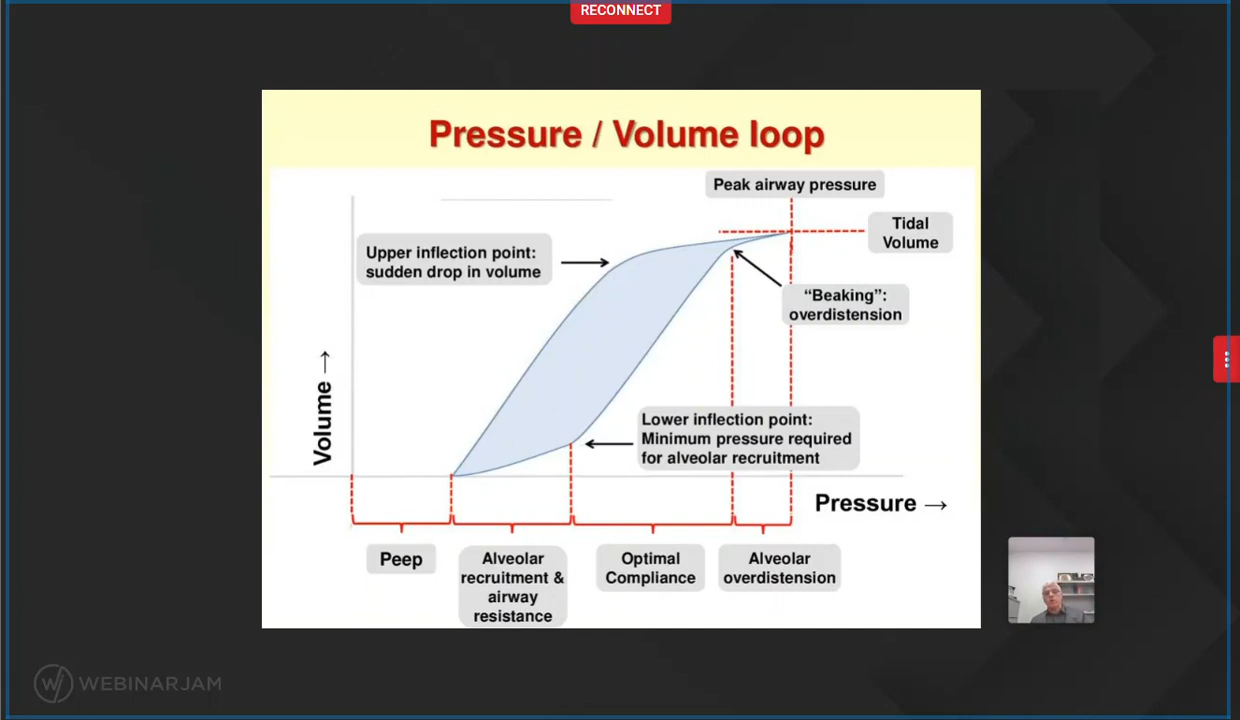 RECONNECT
Pressure / Volume loop
Peak airway pressure
Tidal
Volume
Upper inflection point:
sudden drop in volume
“Beaking”:
overdistension
Volume →
Lower inflection point:
Minimum pressure required
for alveolar recruitment
Pressure →
Peep
Alveolar
recruitment &
airway
resistance
Optimal
Compliance
Alveolar
overdistension
WEBINARJAM